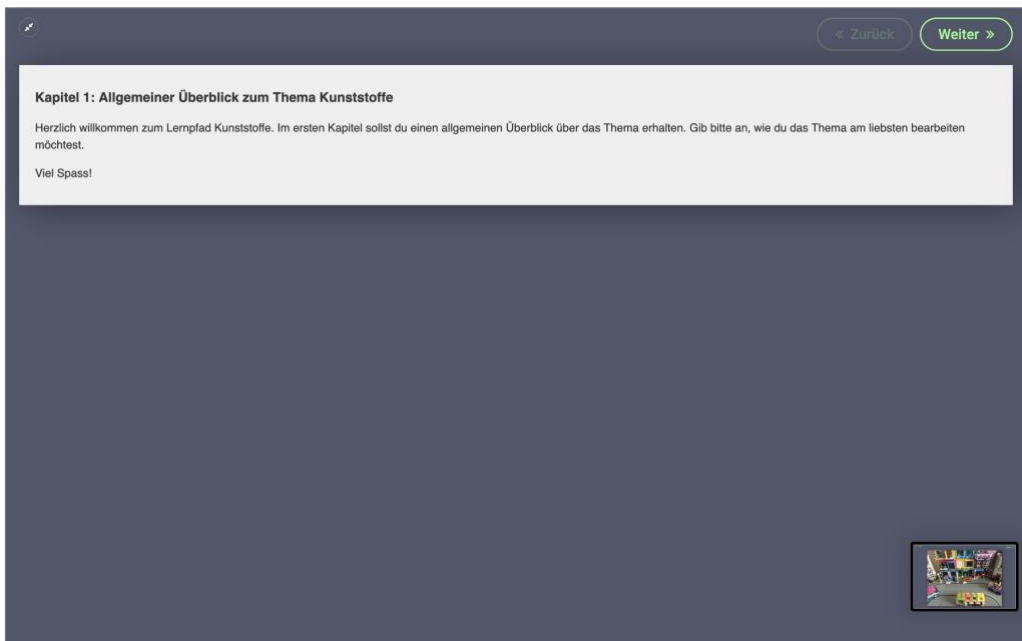 « Zurück
Weiter »
Kapitel 1: Allgemeiner Überblick zum Thema Kunststoffe
Herzlich willkommen zum Lernpfad Kunststoffe. Im ersten Kapitel sollst du einen allgemeinen Überblick über das Thema erhalten. Gib bitte an, wie du das Thema am liebsten bearbeiten
möchtest.
Viel Spass!